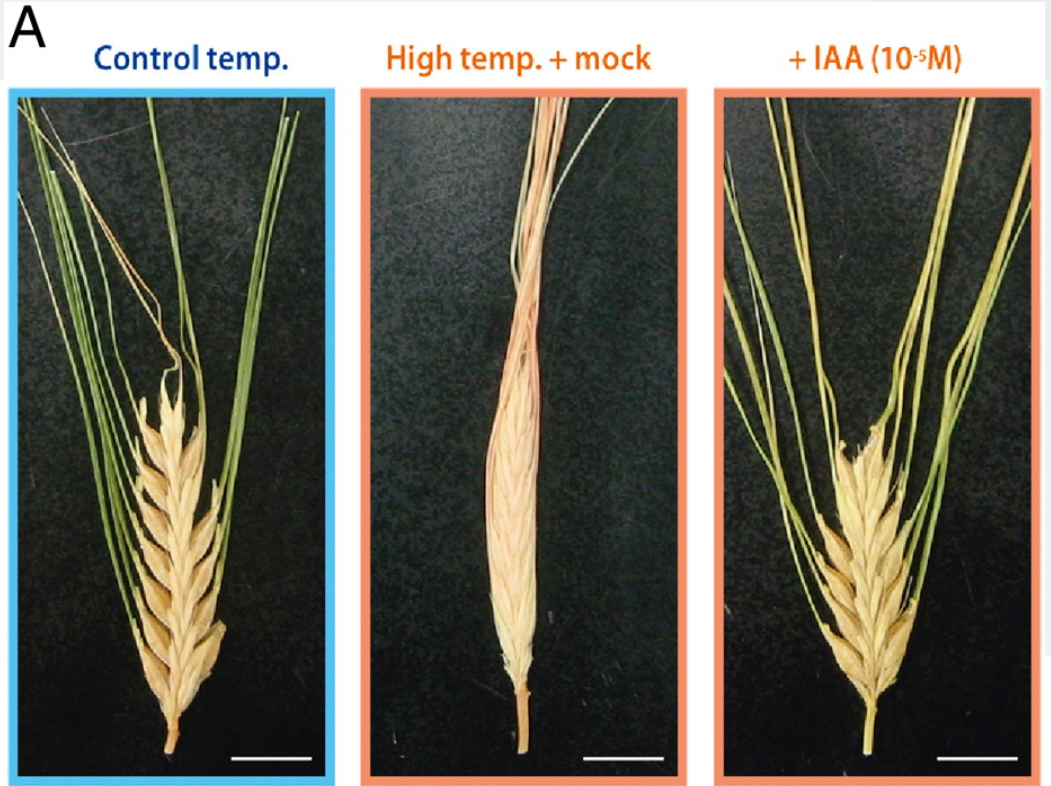 A
Control temp.
High temp. + mock
+ IAA (10⁻⁵M)